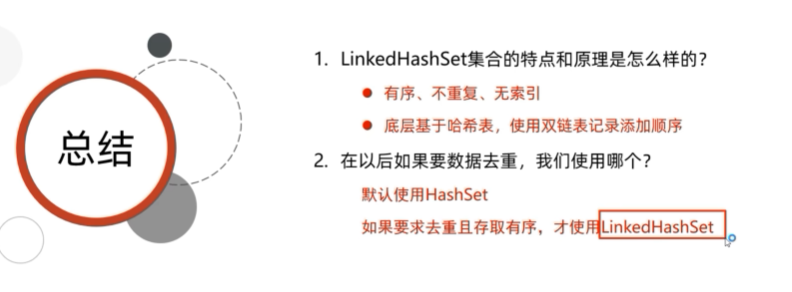 总结
1. LinkedHashSet集合的特点和原理是怎么样的？
● 有序、不重复、无索引
● 底层基于哈希表，使用双链表记录添加顺序
2. 在以后如果要数据去重，我们使用哪个？
默认使用HashSet
如果要求去重且存取有序，才使用LinkedHashSet